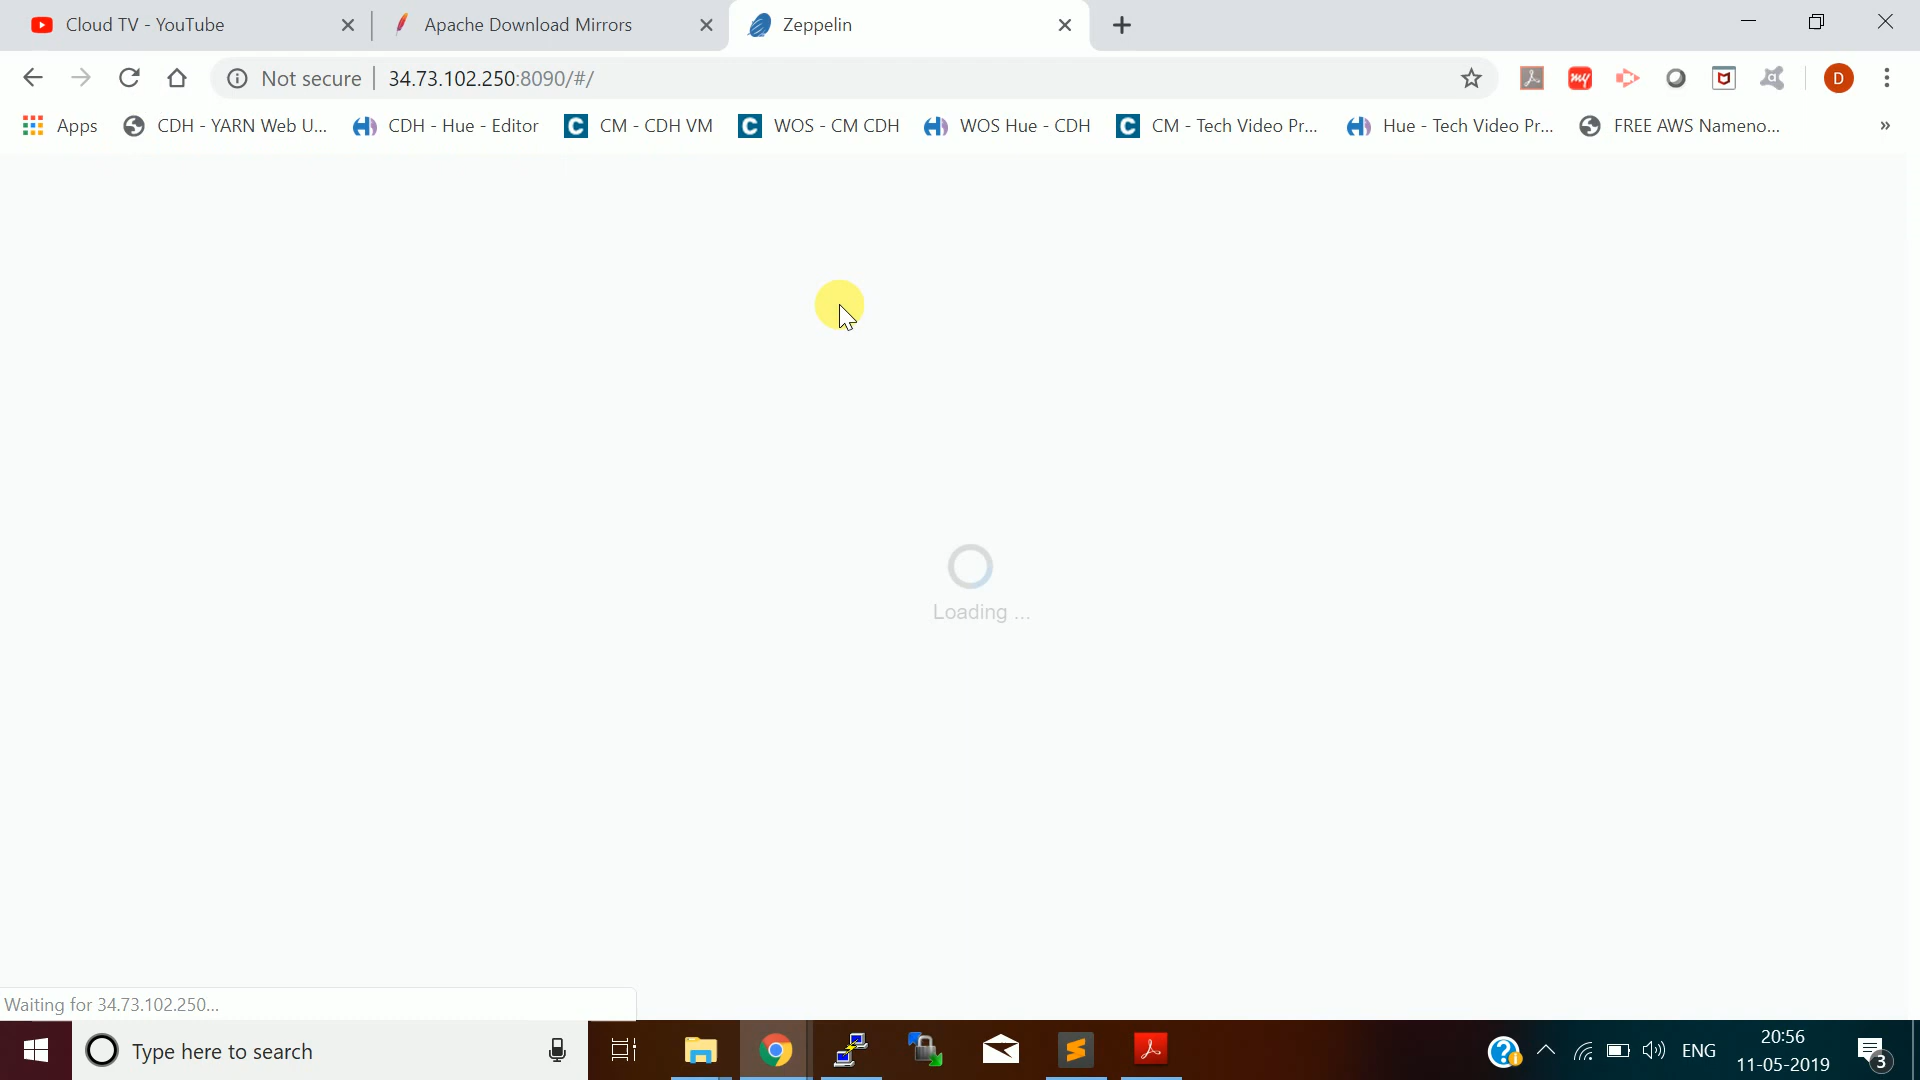 Cloud TV - YouTube
Apache Download Mirrors
Zeppelin
Not secure
34.73.102.250:8090/#/
D
Apps
CDH - YARN Web U...
CDH - Hue - Editor
CM - CDH VM
WOS - CM CDH
WOS Hue - CDH
CM - Tech Video Pr...
Hue - Tech Video Pr...
FREE AWS Nameno...
»
Loading ...
Waiting for 34.73.102.250...
Type here to search
ENG
20:56
11-05-2019
3